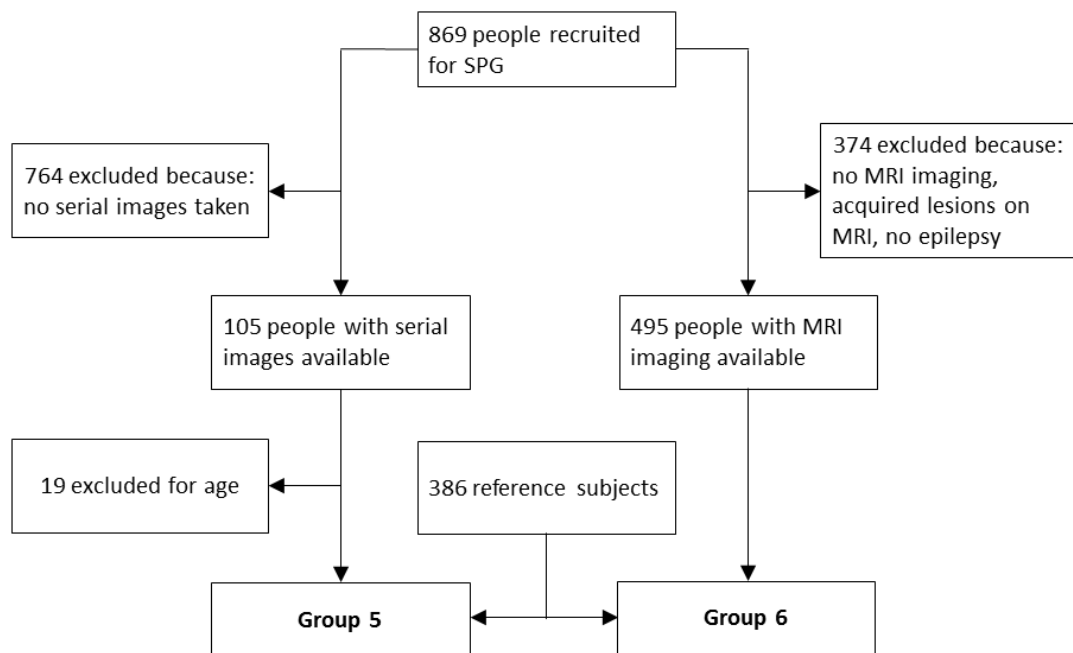 869 people recruited
for SPG
764 excluded because:
no serial images taken
374 excluded because:
no MRI imaging,
acquired lesions on
MRI, no epilepsy
105 people with serial
images available
495 people with MRI
imaging available
19 excluded for age
386 reference subjects
Group 5
Group 6